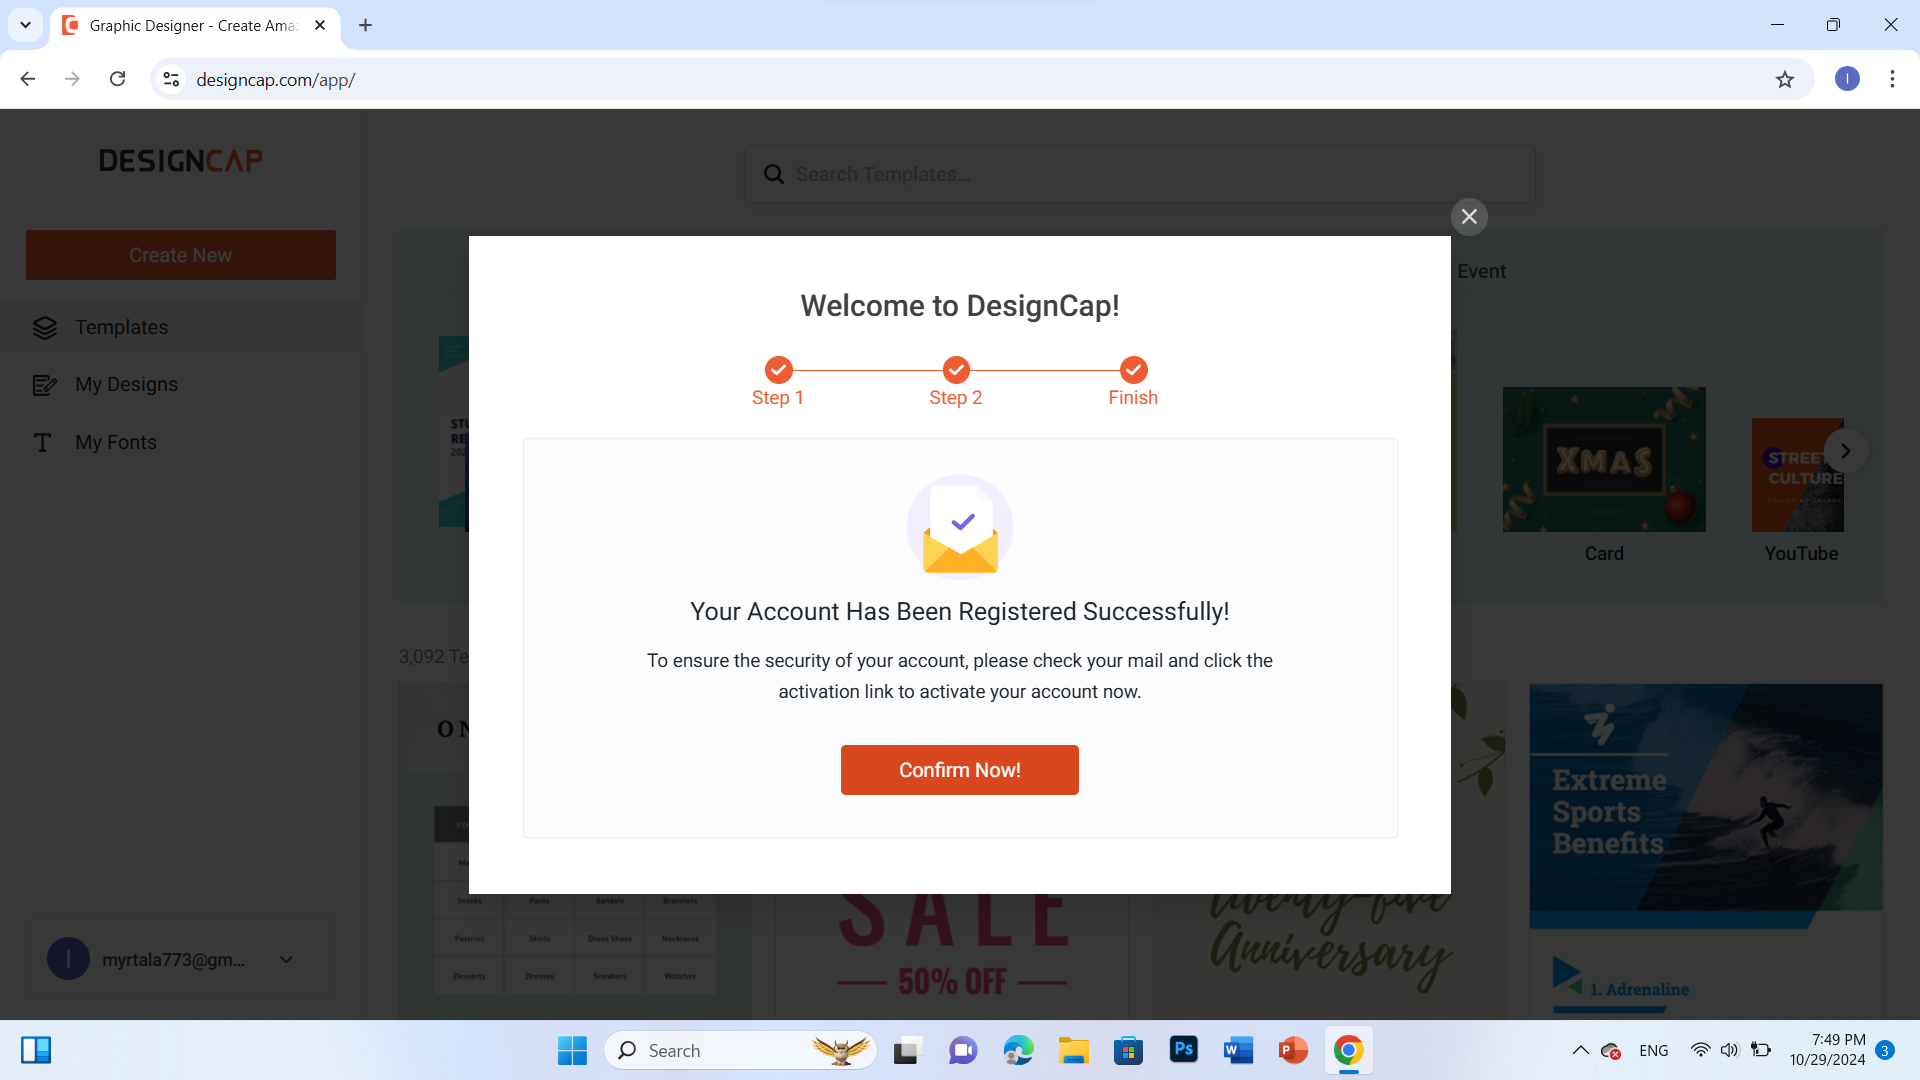 Graphic Designer - Create Ama
designcap.com/app/
DESIGNCAP
Search Templates...
Create New
Templates
My Designs
My Fonts
Event
Welcome to DesignCap!
Step 1
Step 2
Finish
XMAS
STREET
CULTURE
Card
YouTube
Your Account Has Been Registered Successfully!
To ensure the security of your account, please check your mail and click the
activation link to activate your account now.
Confirm Now!
3,092 Te
Extreme
Sports
Benefits
Snacks Pants Sandals Bracelets
Pastries Skirts Dress Shoes Necklaces
Desserts Dresses Sneakers Watches
SALE
50% OFF
twenty-five
Anniversary
1. Adrenaline
I
myrtala773@gm...
Search
ENG
7:49 PM
10/29/2024
3